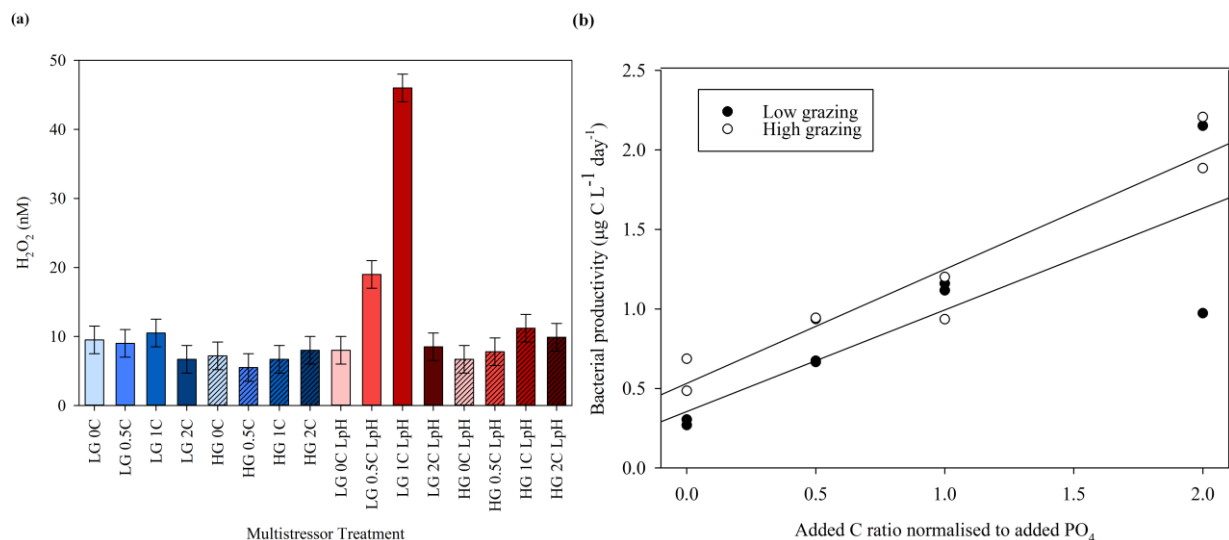 (a)
50
40
30
20
10
0
H₂O₂ (nM)
LG 0C
LG 0.5C
LG 1C
LG 2C
HG 0C
HG 0.5C
HG 1C
HG 2C
LG 0C LpH
LG 0.5C LpH
LG 1C LpH
LG 2C LpH
HG 0C LpH
HG 0.5C LpH
HG 1C LpH
HG 2C LpH
Multistressor Treatment
(b)
Low grazing
High grazing
2.5
2.0
1.5
1.0
0.5
0.0
Bacterial productivity (µg C L⁻¹ day⁻¹)
0.0
0.5
1.0
1.5
2.0
Added C ratio normalised to added PO₄